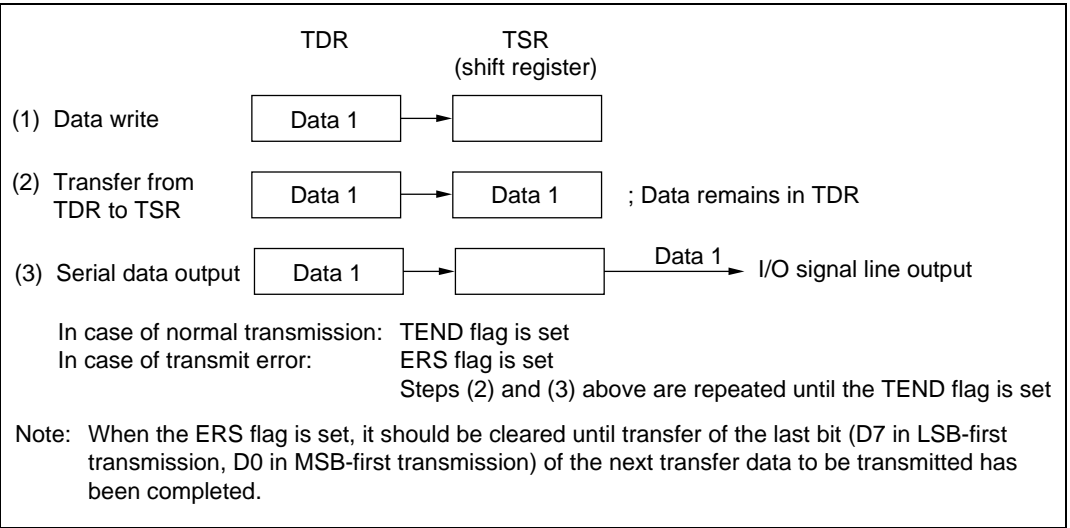 TDR TSR
(shift register)
(1) Data write Data 1
(2) Transfer from
TDR to TSR Data 1 Data 1 ; Data remains in TDR
(3) Serial data output Data 1 Data 1 I/O signal line output
In case of normal transmission: TEND flag is set
In case of transmit error: ERS flag is set
Steps (2) and (3) above are repeated until the TEND flag is set
Note: When the ERS flag is set, it should be cleared until transfer of the last bit (D7 in LSB-first
transmission, D0 in MSB-first transmission) of the next transfer data to be transmitted has
been completed.